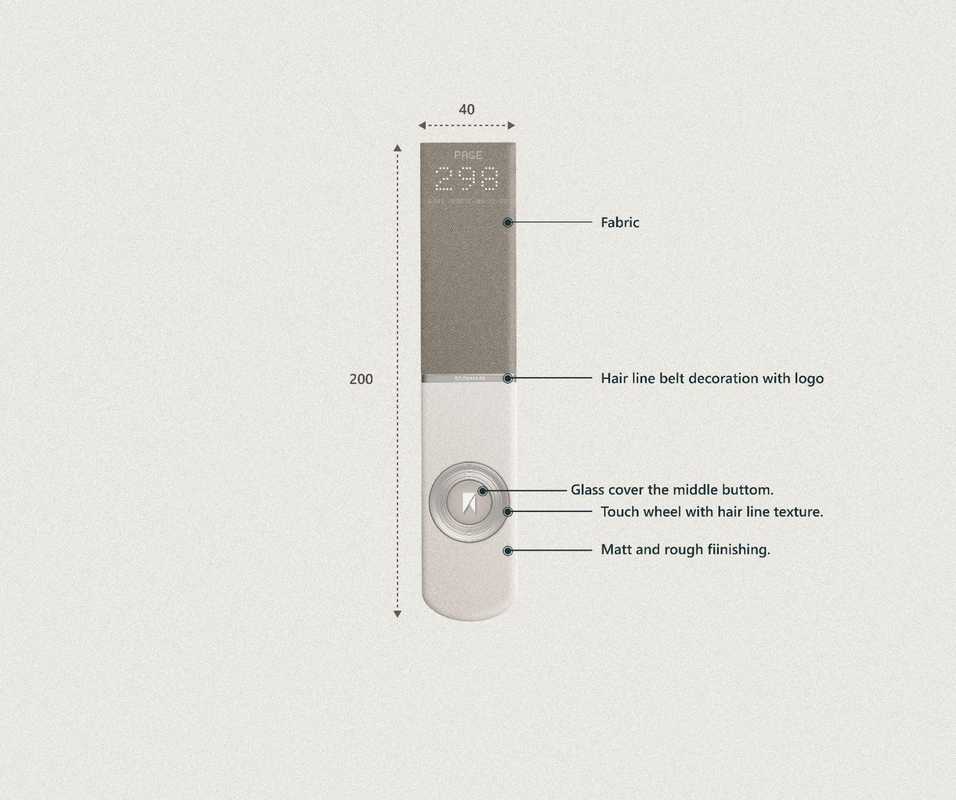 40
PAGE
298
Fabric
200
Hair line belt decoration with logo
Glass cover the middle buttom.
Touch wheel with hair line texture.
Matt and rough fiinishing.